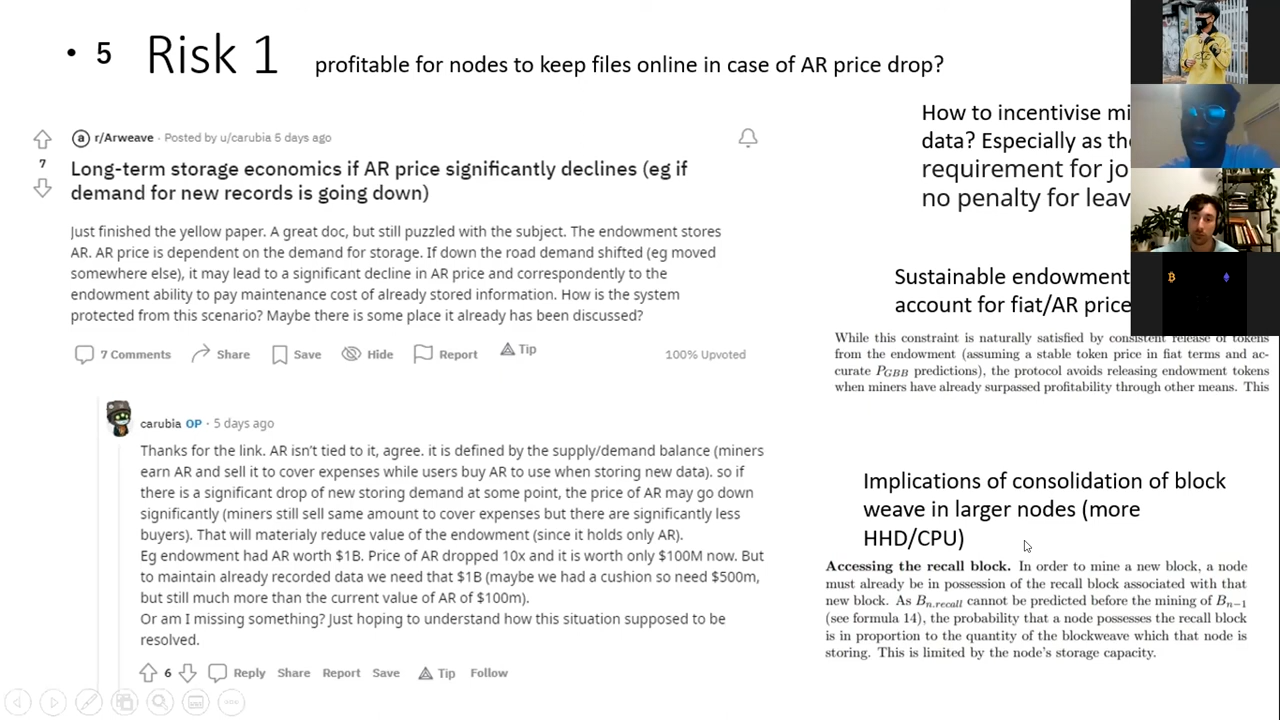 • 5 Risk 1 profitable for nodes to keep files online in case of AR price drop?
r/Arweave · Posted by u/carubia 5 days ago
7
Long-term storage economics if AR price significantly declines (eg if
demand for new records is going down)
Just finished the yellow paper. A great doc, but still puzzled with the subject. The endowment stores
AR. AR price is dependent on the demand for storage. If down the road demand shifted (eg moved
somewhere else), it may lead to a significant decline in AR price and correspondently to the
endowment ability to pay maintenance cost of already stored information. How is the system
protected from this scenario? Maybe there is some place it already has been discussed?
7 Comments Share Save Hide Report Tip 100% Upvoted
carubia OP · 5 days ago
Thanks for the link. AR isn't tied to it, agree. it is defined by the supply/demand balance (miners
earn AR and sell it to cover expenses while users buy AR to use when storing new data). so if
there is a significant drop of new storing demand at some point, the price of AR may go down
significantly (miners still sell same amount to cover expenses but there are significantly less
buyers). That will materialy reduce value of the endowment (since it holds only AR).
Eg endowment had AR worth $1B. Price of AR dropped 10x and it is worth only $100M now. But
to maintain already recorded data we need that $1B (maybe we had a cushion so need $500m,
but still much more than the current value of AR of $100m).
Or am I missing something? Just hoping to understand how this situation supposed to be
resolved.
6 Reply Share Report Save Tip Follow
How to incentivise
data? Especially as
requirement for
no penalty for
Sustainable endowment
account for fiat/AR price
While this constraint is naturally satisfied by consistent release of tokens
from the endowment (assuming a stable token price in fiat terms and ac-
curate P_GBB predictions), the protocol avoids releasing endowment tokens
when miners have already surpassed profitability through other means. This
Implications of consolidation of block
weave in larger nodes (more
HHD/CPU)
Accessing the recall block. In order to mine a new block, a node
must already be in possession of the recall block associated with that
new block. As B_n.recall cannot be predicted before the mining of B_n−1
(see formula 14), the probability that a node possesses the recall block
is in proportion to the quantity of the blockweave which that node is
storing. This is limited by the node's storage capacity.